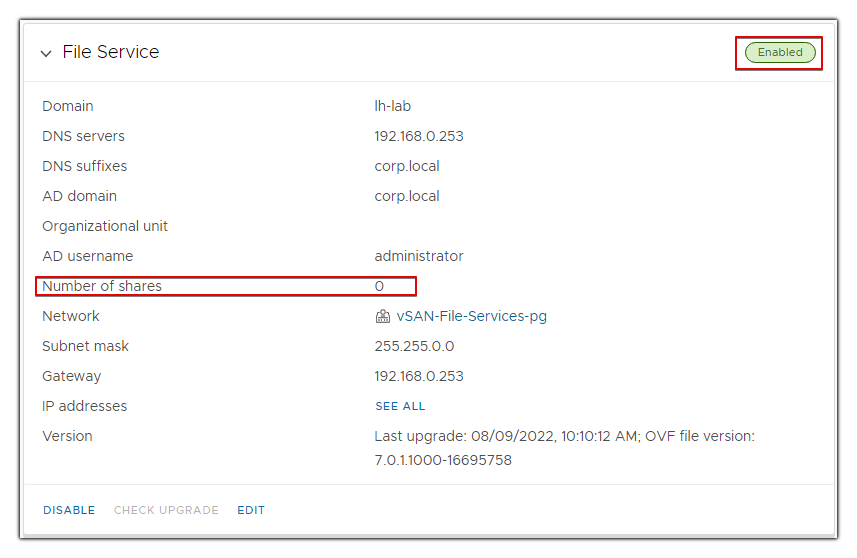 File Service
Enabled
Domain lh-lab
DNS servers 192.168.0.253
DNS suffixes corp.local
AD domain corp.local
Organizational unit
AD username administrator
Number of shares 0
Network vSAN-File-Services-pg
Subnet mask 255.255.0.0
Gateway 192.168.0.253
IP addresses SEE ALL
Version Last upgrade: 08/09/2022, 10:10:12 AM; OVF file version:
7.0.1.1000-16695758
DISABLE CHECK UPGRADE EDIT